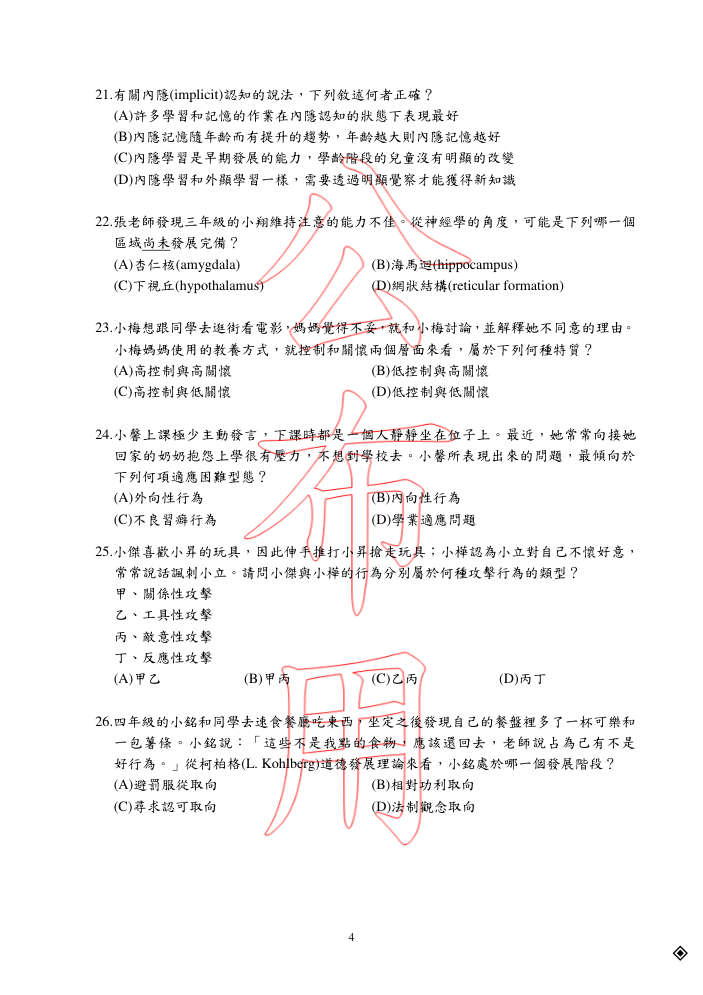 21.有關內隱(implicit)認知的說法，下列敘述何者正確？
(A)許多學習和記憶的作業在內隱認知的狀態下表現最好
(B)內隱記憶隨年齡而有提升的趨勢，年齡越大則內隱記憶越好
(C)內隱學習是早期發展的能力，學齡階段的兒童沒有明顯的改變
(D)內隱學習和外顯學習一樣，需要透過明顯覺察才能獲得新知識
22.張老師發現三年級的小翔維持注意的能力不佳。從神經學的角度，可能是下列哪一個
區域尚未發展完備？
(A)杏仁核(amygdala) (B)海馬迴(hippocampus)
(C)下視丘(hypothalamus) (D)網狀結構(reticular formation)
23.小梅想跟同學去逛街看電影，媽媽覺得不妥，就和小梅討論，並解釋她不同意的理由。
小梅媽媽使用的教養方式，就控制和關懷兩個層面來看，屬於下列何種特質？
(A)高控制與高關懷 (B)低控制與高關懷
(C)高控制與低關懷 (D)低控制與低關懷
24.小馨上課極少主動發言，下課時都是一個人靜靜坐在位子上。最近，她常常向接她
回家的奶奶抱怨上學很有壓力，不想到學校去。小馨所表現出來的問題，最傾向於
下列何項適應困難型態？
(A)外向性行為 (B)內向性行為
(C)不良習癖行為 (D)學業適應問題
25.小傑喜歡小昇的玩具，因此伸手推打小昇搶走玩具；小樺認為小立對自己不懷好意，
常常說話諷刺小立。請問小傑與小樺的行為分別屬於何種攻擊行為的類型？
甲、關係性攻擊
乙、工具性攻擊
丙、敵意性攻擊
丁、反應性攻擊
(A)甲乙 (B)甲丙 (C)乙丙 (D)丙丁
26.四年級的小銘和同學去速食餐廳吃東西，坐定之後發現自己的餐盤裡多了一杯可樂和
一包薯條。小銘說：「這些不是我點的食物，應該還回去，老師說占為己有不是
好行為。」從柯柏格(L. Kohlberg)道德發展理論來看，小銘處於哪一個發展階段？
(A)避罰服從取向 (B)相對功利取向
(C)尋求認可取向 (D)法制觀念取向
公布用
4